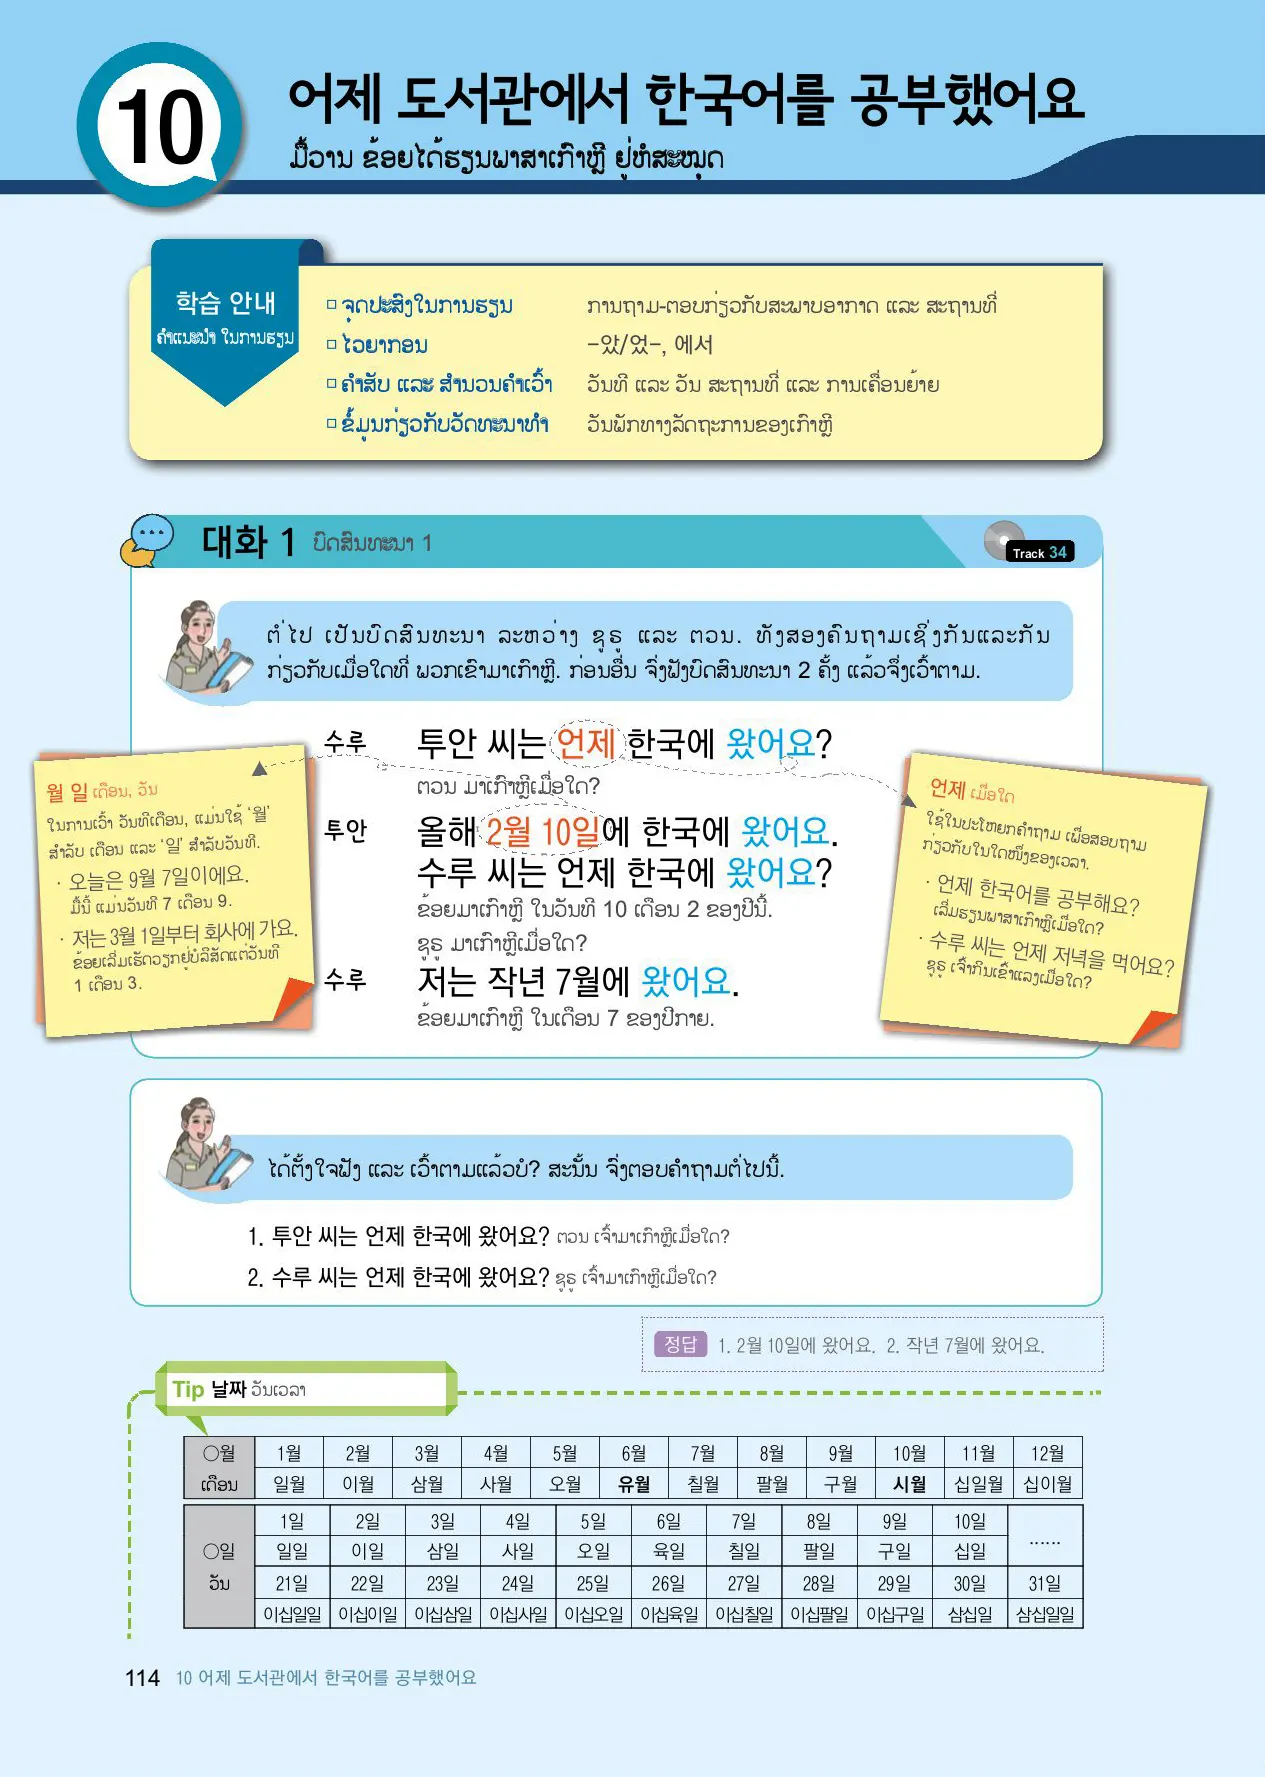 10
어제 도서관에서 한국어를 공부했어요
ມື້ວານ ຂ້ອຍໄດ້ຮຽນພາສາເກົາຫຼີ ຢູ່ຫໍສະໝຸດ
학습 안내
ຄຳແນະນຳ ໃນການຮຽນ
□ ຈຸດປະສົງໃນການຮຽນ ການຖາມ-ຕອບກ່ຽວກັບສະພາບອາກາດ ແລະ ສະຖານທີ່
□ ໄວຍາກອນ -았/었-, 에서
□ ຄຳສັບ ແລະ ສຳນວນຄຳເວົ້າ ວັນທີ ແລະ ວັນ ສະຖານທີ່ ແລະ ການເຄື່ອນຍ້າຍ
□ ຂໍ້ມູນກ່ຽວກັບວັດທະນາທຳ ວັນພັກທາງລັດຖະການຂອງເກົາຫຼີ
대화 1 ບົດສົນທະນາ 1
Track 34
ຕໍ່ໄປ ເປັນບົດສົນທະນາ ລະຫວ່າງ ຊູຣູ ແລະ ຕວນ. ທັງສອງຄົນຖາມເຊິ່ງກັນແລະກັນ
ກ່ຽວກັບເມື່ອໃດທີ່ ພວກເຂົາມາເກົາຫຼີ. ກ່ອນອື່ນ ຈົ່ງຟັງບົດສົນທະນາ 2 ຄັ້ງ ແລ້ວຈຶ່ງເວົ້າຕາມ.
수루 투안 씨는 언제 한국에 왔어요?
ຕວນ ມາເກົາຫຼີເມື່ອໃດ?
투안 올해 2월 10일에 한국에 왔어요.
수루 씨는 언제 한국에 왔어요?
ຂ້ອຍມາເກົາຫຼີ ໃນວັນທີ 10 ເດືອນ 2 ຂອງປີນີ້.
ຊູຣູ ມາເກົາຫຼີເມື່ອໃດ?
수루 저는 작년 7월에 왔어요.
ຂ້ອຍມາເກົາຫຼີ ໃນເດືອນ 7 ຂອງປີກາຍ.
월 일 ເດືອນ, ວັນ
ໃນການເວົ້າ ວັນທີເດືອນ, ແມ່ນໃຊ້ '월'
ສຳລັບ ເດືອນ ແລະ '일' ສຳລັບວັນທີ.
· 오늘은 9월 7일이에요.
ມື້ນີ້ ແມ່ນວັນທີ 7 ເດືອນ 9.
· 저는 3월 1일부터 회사에 가요.
ຂ້ອຍເລີ່ມເຮັດວຽກຢູ່ບໍລິສັດແຕ່ວັນທີ
1 ເດືອນ 3.
언제 ເມື່ອໃດ
ໃຊ້ໃນປະໂຫຍກຄຳຖາມ ເພື່ອສອບຖາມ
ກ່ຽວກັບໃນໃດໜຶ່ງຂອງເວລາ.
· 언제 한국어를 공부해요?
ເລີ່ມຮຽນພາສາເກົາຫຼີເມື່ອໃດ?
· 수루 씨는 언제 저녁을 먹어요?
ຊູຣູ ເຈົ້າກິນເຂົ້າແລງເມື່ອໃດ?
ໄດ້ຕັ້ງໃຈຟັງ ແລະ ເວົ້າຕາມແລ້ວບໍ? ສະນັ້ນ ຈົ່ງຕອບຄຳຖາມຕໍ່ໄປນີ້.
1. 투안 씨는 언제 한국에 왔어요? ຕວນ ເຈົ້າມາເກົາຫຼີເມື່ອໃດ?
2. 수루 씨는 언제 한국에 왔어요? ຊູຣູ ເຈົ້າມາເກົາຫຼີເມື່ອໃດ?
정답 1. 2월 10일에 왔어요. 2. 작년 7월에 왔어요.
Tip 날짜 ວັນເວລາ
○월 1월 2월 3월 4월 5월 6월 7월 8월 9월 10월 11월 12월
ເດືອນ 일월 이월 삼월 사월 오월 유월 칠월 팔월 구월 시월 십일월 십이월
1일 2일 3일 4일 5일 6일 7일 8일 9일 10일 ......
○일 일일 이일 삼일 사일 오일 육일 칠일 팔일 구일 십일
ວັນ 21일 22일 23일 24일 25일 26일 27일 28일 29일 30일 31일
이십일일 이십이일 이십삼일 이십사일 이십오일 이십육일 이십칠일 이십팔일 이십구일 삼십일 삼십일일
114 10 어제 도서관에서 한국어를 공부했어요